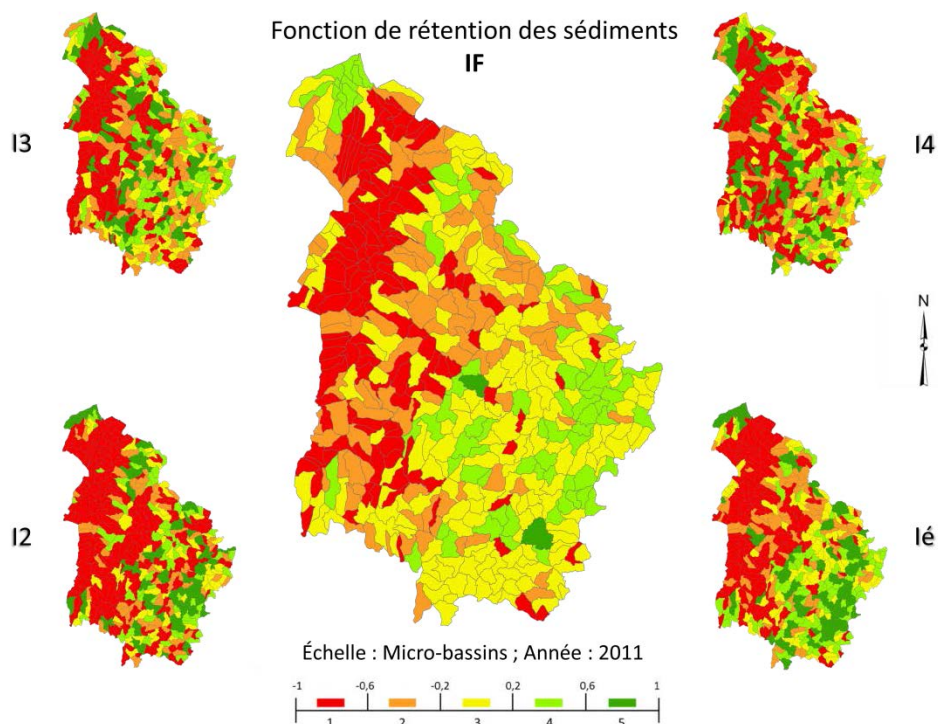 Fonction de rétention des sédiments
IF
I3
I4
N
I2
Ié
Échelle : Micro-bassins ; Année : 2011
-1 -0,6 -0,2 0,2 0,6 1
1 2 3 4 5